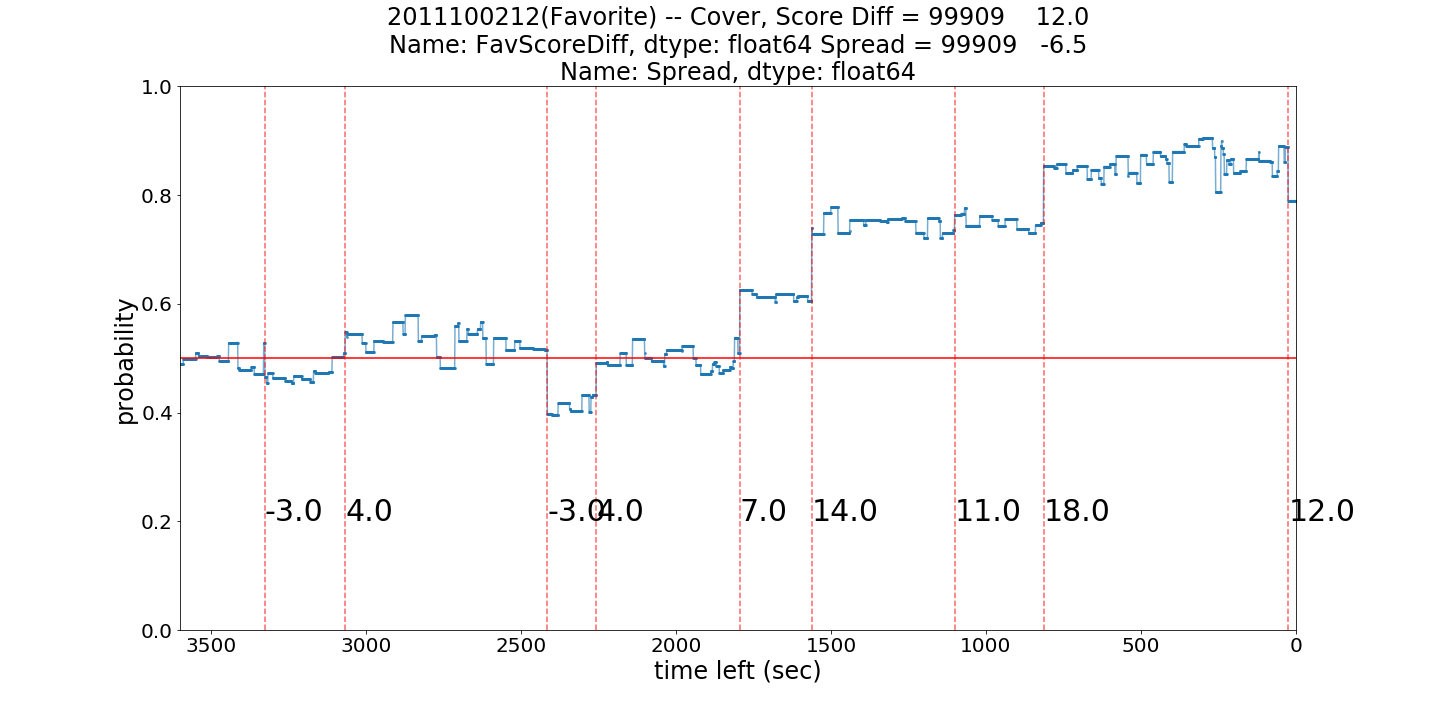 2011100212(Favorite) -- Cover, Score Diff = 99909    12.0
Name: FavScoreDiff, dtype: float64 Spread = 99909   -6.5
Name: Spread, dtype: float64
1.0
0.8
0.6
0.4
0.2
0.0
probability
-3.0 4.0 -3.0 4.0 7.0 14.0 11.0 18.0 12.0
3500 3000 2500 2000 1500 1000 500 0
time left (sec)